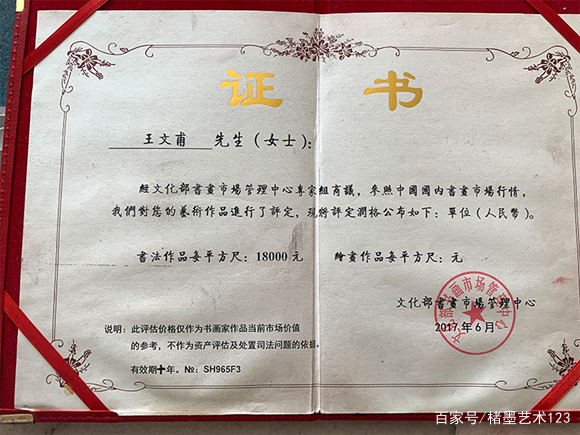 证书
王文甫 先生（女士）：
經文化部書畫市場管理中心專家組商議，參照中國國内書畫市場行情，
我們對您的藝術作品進行了評定，現將評定潤格公布如下：單位（人民幣）。
書法作品每平方尺：18000元 繪畫作品每平方尺：元
文化部書畫市場管理中心
2017年6月
说明：此评估价格仅作为书画家作品当前市场价值
的参考，不作为资产评估及处置司法问题的依据。
有效期十年。№：SH965F3
百家号/楮墨艺术123